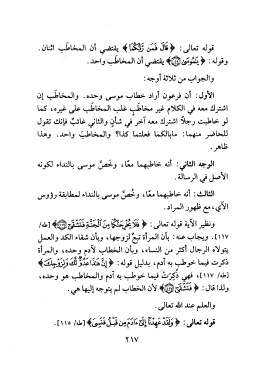 قوله تعالى: ﴿قَالَ فَمَن رَّبُّكُمَا﴾ يقتضي أن المخاطَب اثنان.
وقوله: ﴿يَٰمُوسَىٰ﴾ يقتضي أن المخاطَب واحد.
والجواب من ثلاثة أوجه:
الأول: أن فرعون أراد خطاب موسى وحده. والمخاطَب إن
اشترك معه في الكلام غير مخاطَبٍ غلب المخاطَب على غيره، كما
لو خاطبت رجلاً اشترك معه آخر في شأن والثاني غائبٌ فإنك تقول
للحاضر منهما: مابالكما فعلتما كذا؟ والمخاطَب واحد. وهذا
ظاهر.
الوجه الثاني: أنه خاطبهما معًا، وخصَّ موسى بالنداء لكونه
الأصل في الرسالة.
الثالث: أنه خاطبهما معًا، وخصَّ موسى بالنداء لمطابقة رؤوس
الآي، مع ظهور المراد.
ونظير الآية قوله تعالى: ﴿فَلَا يُخْرِجَنَّكُمَا مِنَ الْجَنَّةِ فَتَشْقَىٰ﴾ [طه/
١١٧]. ويجاب عنه: بأن المرأة تبعٌ لزوجها، وبأن شقاء الكد والعمل
يتولاه الرجال أكثر من النساء، وبأن الخطاب لآدم وحده، والمرأة
ذكرت فيما خوطب به آدم، بدليل قوله: ﴿إِنَّ هَٰذَا عَدُوٌّ لَّكَ وَلِزَوْجِكَ﴾
[طه/ ١١٧]، فهي ذُكِرَتْ فيما خوطب به آدم والمخاطب هو وحده،
ولذا قال: ﴿فَتَشْقَىٰ﴾ لأن الخطاب لم يتوجه إليها هي.
والعلم عند الله تعالى.
قوله تعالى: ﴿وَلَقَدْ عَهِدْنَا إِلَىٰ آدَمَ مِن قَبْلُ فَنَسِيَ﴾ [طه/ ١١٥].
٢١٧